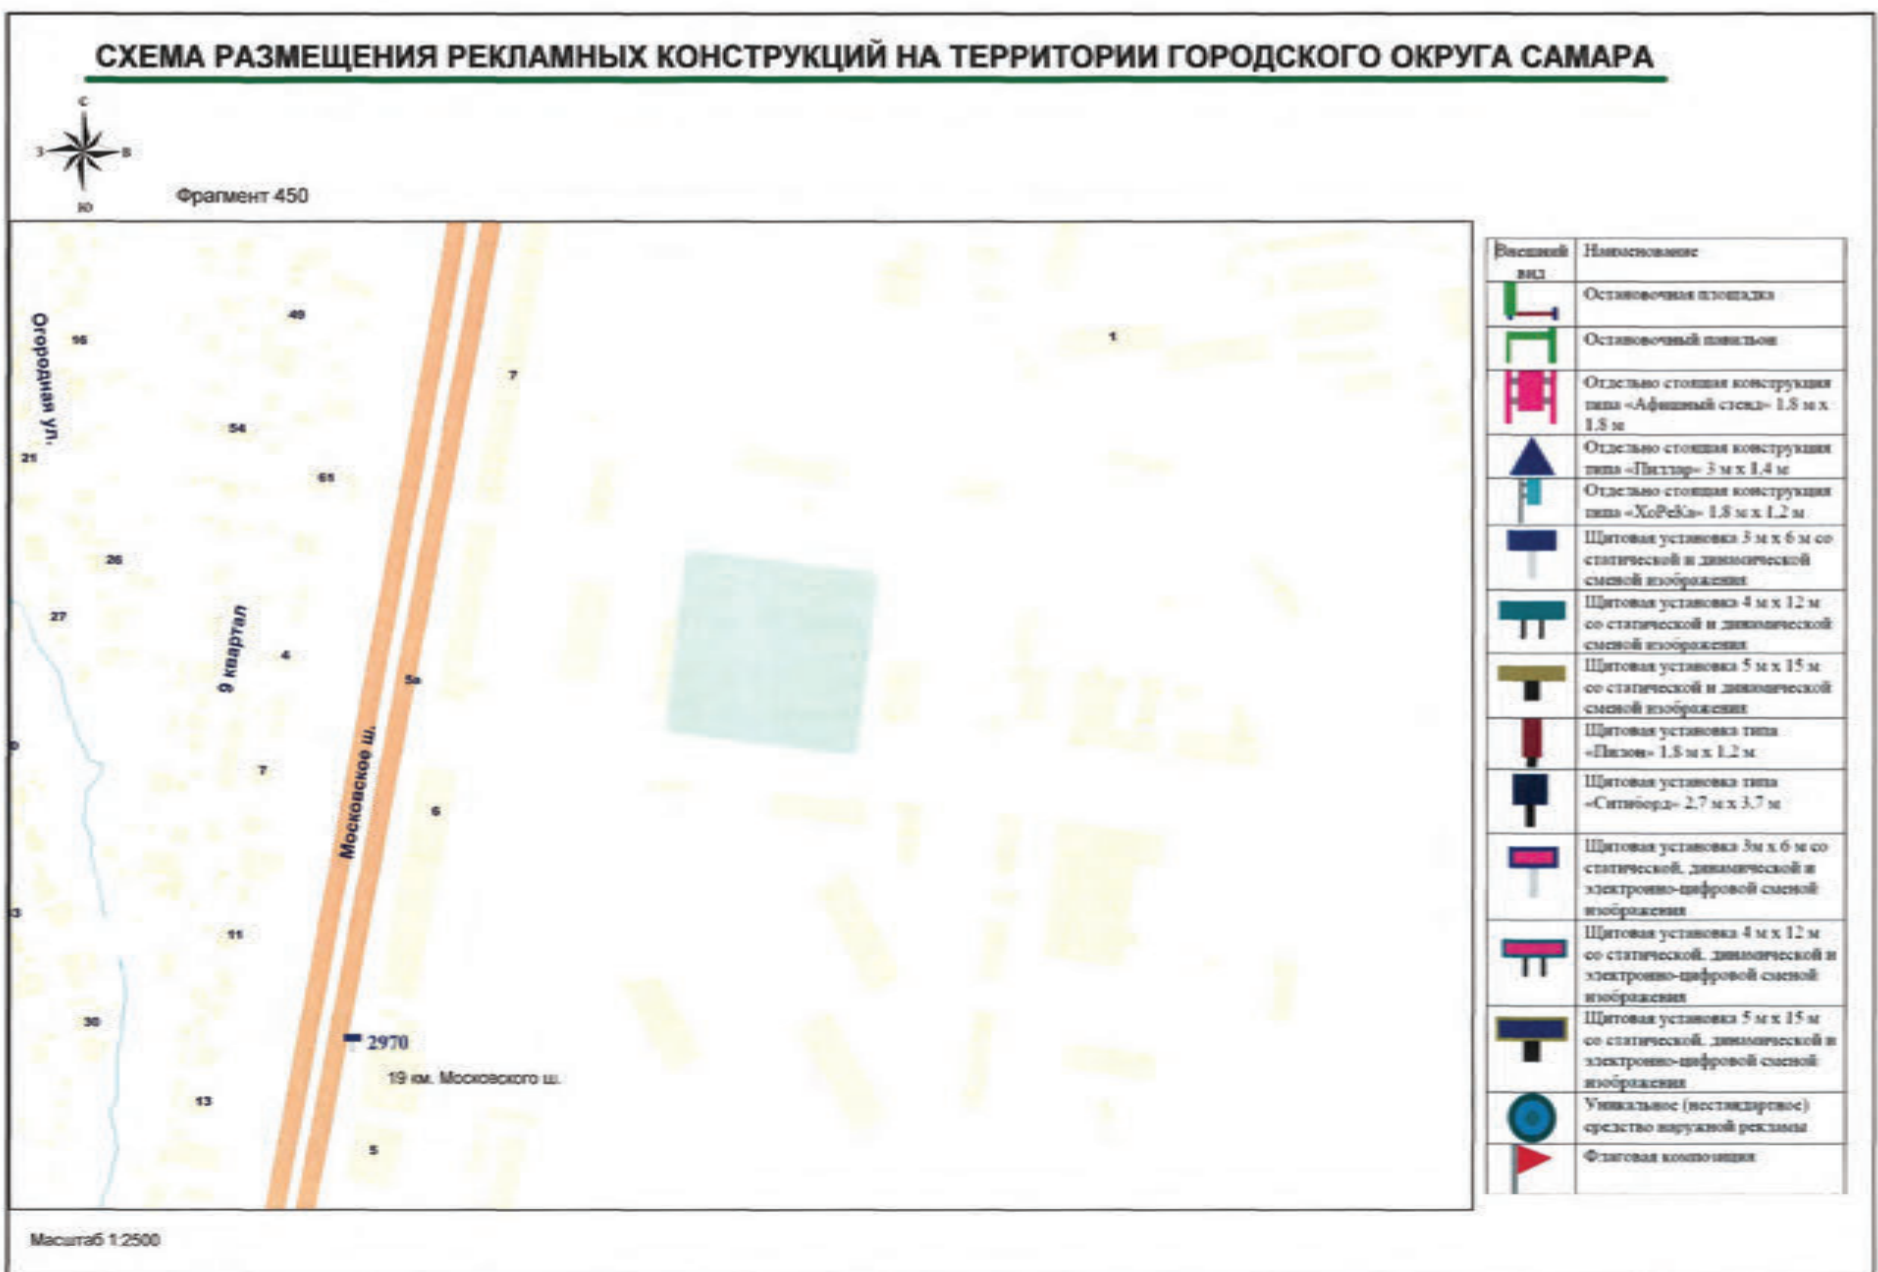 СХЕМА РАЗМЕЩЕНИЯ РЕКЛАМНЫХ КОНСТРУКЦИЙ НА ТЕРРИТОРИИ ГОРОДСКОГО ОКРУГА САМАРА
С
З
В
Ю
Фрагмент 450
Огородная ул.
16
49
7
1
54
21
61
26
27
9 квартал
4
5а
0
7
Московское ш.
6
3
11
30
2970
19 км. Московского ш.
13
5
Внешний вид
Наименование
Остановочная площадка
Остановочный павильон
Отдельно стоящая конструкция
типа «Афишный стенд» 1.8 м х
1.8 м
Отдельно стоящая конструкция
типа «Пиллар» 3 м х 1,4 м
Отдельно стоящая конструкция
типа «ХоРеКа» 1.8 м х 1,2 м
Щитовая установка 3 м х 6 м со
статической и динамической
сменой изображения
Щитовая установка 4 м х 12 м
со статической и динамической
сменой изображения
Щитовая установка 5 м х 15 м
со статической и динамической
сменой изображения
Щитовая установка типа
«Пилон» 1.8 м х 1.2 м
Щитовая установка типа
«Ситиборд» 2,7 м х 3,7 м
Щитовая установка 3м х 6 м со
статической, динамической и
электронно-цифровой сменой
изображения
Щитовая установка 4 м х 12 м
со статической, динамической и
электронно-цифровой сменой
изображения
Щитовая установка 5 м х 15 м
со статической, динамической и
электронно-цифровой сменой
изображения
Уникальное (нестандартное)
средство наружной рекламы
Флаговая композиция
Масштаб 1:2500